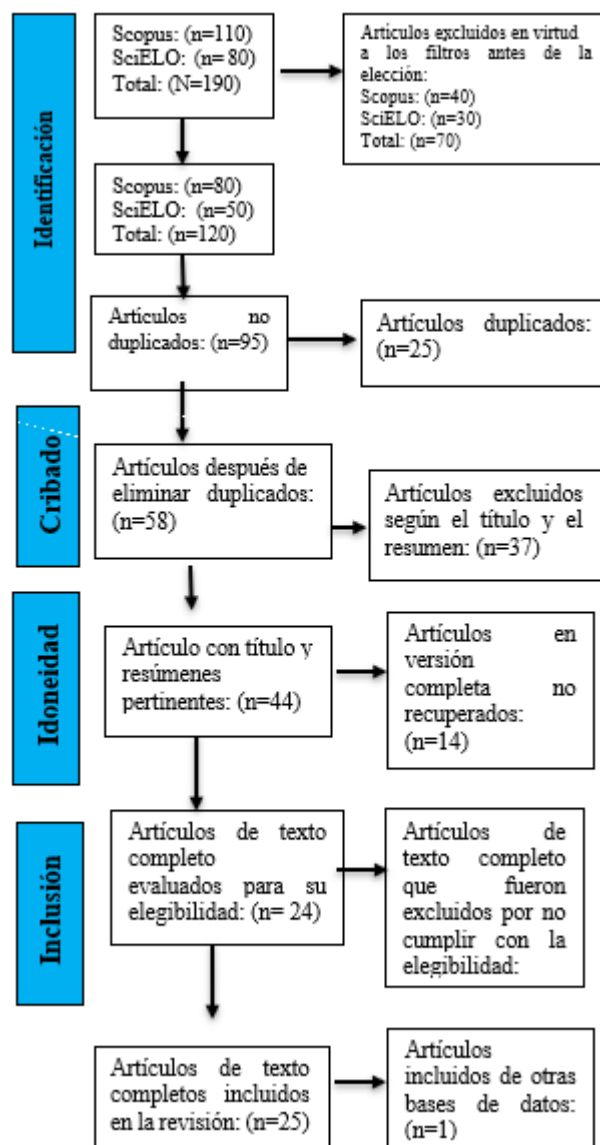 Identificación
Scopus: (n=110)
SciELO: (n= 80)
Total: (N=190)
Artículos excluidos en virtud
a los filtros antes de la
elección:
Scopus: (n=40)
SciELO: (n=30)
Total: (n=70)
Scopus: (n=80)
SciELO: (n=50)
Total: (n=120)
Artículos no
duplicados: (n=95)
Artículos duplicados:
(n=25)
Cribado
Artículos después de
eliminar duplicados:
(n=58)
Artículos excluidos
según el título y el
resumen: (n=37)
Idoneidad
Artículo con título y
resúmenes
pertinentes: (n=44)
Artículos en
versión
completa no
recuperados:
(n=14)
Inclusión
Artículos de texto
completo
evaluados para su
elegibilidad: (n= 24)
Artículos de
texto completo
que fueron
excluidos por no
cumplir con la
elegibilidad:
Artículos de texto
completos incluidos
en la revisión: (n=25)
Artículos
incluidos de otras
bases de datos:
(n=1)